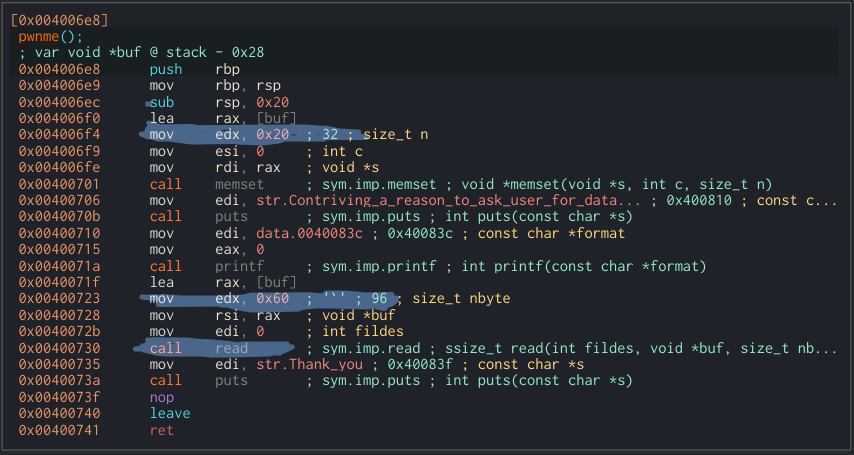 [0x004006e8]
pwnme();
; var void *buf @ stack - 0x28
0x004006e8 push rbp
0x004006e9 mov rbp, rsp
0x004006ec sub rsp, 0x20
0x004006f0 lea rax, [buf]
0x004006f4 mov edx, 0x20 ; 32 ; size_t n
0x004006f9 mov esi, 0 ; int c
0x004006fe mov rdi, rax ; void *s
0x00400701 call memset ; sym.imp.memset ; void *memset(void *s, int c, size_t n)
0x00400706 mov edi, str.Contriving_a_reason_to_ask_user_for_data... ; 0x400810 ; const c...
0x0040070b call puts ; sym.imp.puts ; int puts(const char *s)
0x00400710 mov edi, data.0040083c ; 0x40083c ; const char *format
0x00400715 mov eax, 0
0x0040071a call printf ; sym.imp.printf ; int printf(const char *format)
0x0040071f lea rax, [buf]
0x00400723 mov edx, 0x60 ; '`' ; 96 ; size_t nbyte
0x00400728 mov rsi, rax ; void *buf
0x0040072b mov edi, 0 ; int fildes
0x00400730 call read ; sym.imp.read ; ssize_t read(int fildes, void *buf, size_t nb...
0x00400735 mov edi, str.Thank_you ; 0x40083f ; const char *s
0x0040073a call puts ; sym.imp.puts ; int puts(const char *s)
0x0040073f nop
0x00400740 leave
0x00400741 ret